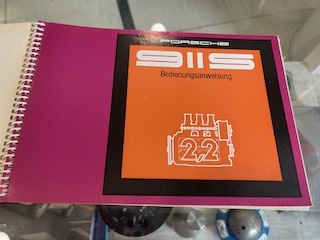 PORSCHE
911S
Bedienungsanweisung
2,2